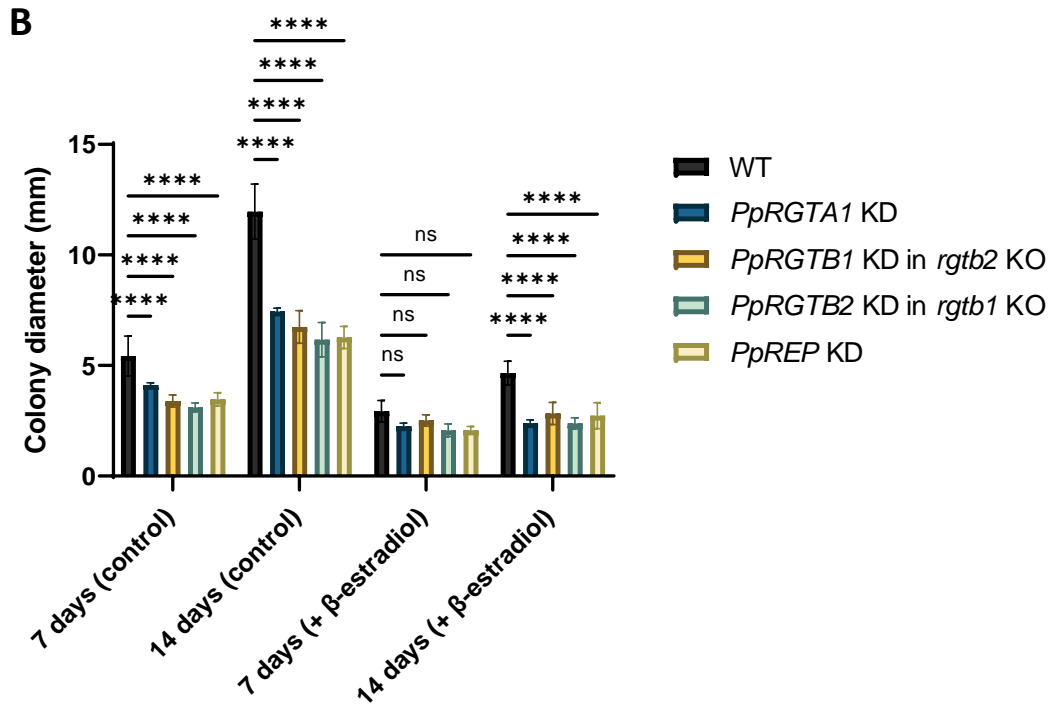 B
****
****
****
****
15
****
****
****
****
****
****
****
****
ns
ns
ns
ns
10
5
0
Colony diameter (mm)
7 days (control)
14 days (control)
7 days (+ β-estradiol)
14 days (+ β-estradiol)
WT
PpRGTA1 KD
PpRGTB1 KD in rgtb2 KO
PpRGTB2 KD in rgtb1 KO
PpREP KD